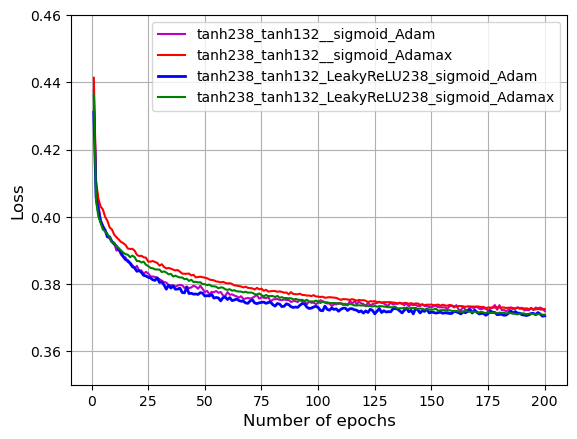 0.46
0.44
0.42
0.40
0.38
0.36
Loss
tanh238_tanh132__sigmoid_Adam
tanh238_tanh132__sigmoid_Adamax
tanh238_tanh132_LeakyReLU238_sigmoid_Adam
tanh238_tanh132_LeakyReLU238_sigmoid_Adamax
0 25 50 75 100 125 150 175 200
Number of epochs